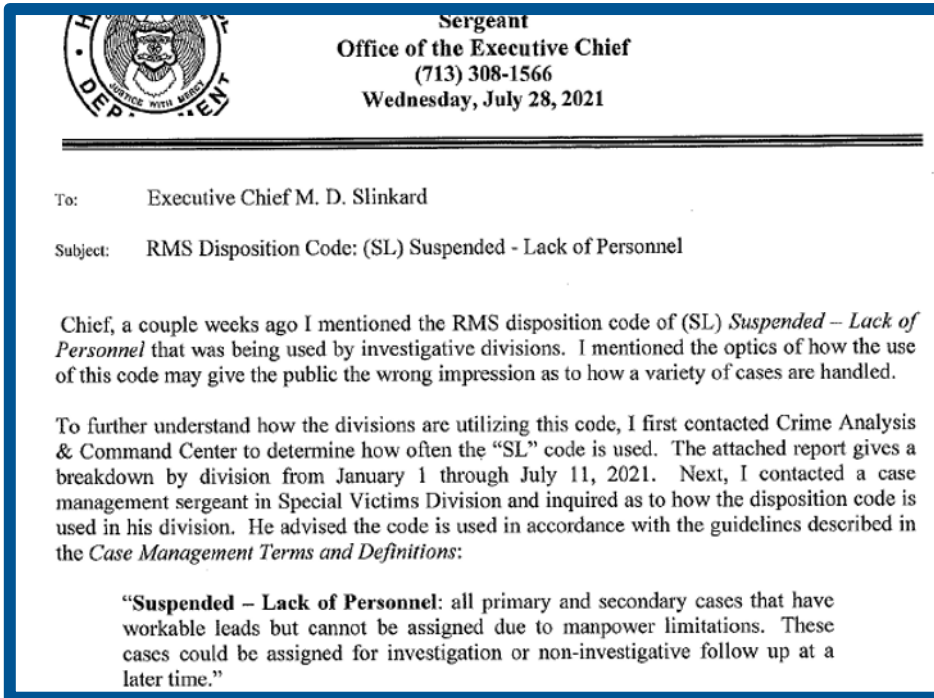 Sergeant
Office of the Executive Chief
(713) 308-1566
Wednesday, July 28, 2021
JUSTICE WITH MERCY
To: Executive Chief M. D. Slinkard
Subject: RMS Disposition Code: (SL) Suspended - Lack of Personnel
Chief, a couple weeks ago I mentioned the RMS disposition code of (SL) Suspended – Lack of
Personnel that was being used by investigative divisions. I mentioned the optics of how the use
of this code may give the public the wrong impression as to how a variety of cases are handled.
To further understand how the divisions are utilizing this code, I first contacted Crime Analysis
& Command Center to determine how often the “SL” code is used. The attached report gives a
breakdown by division from January 1 through July 11, 2021. Next, I contacted a case
management sergeant in Special Victims Division and inquired as to how the disposition code is
used in his division. He advised the code is used in accordance with the guidelines described in
the Case Management Terms and Definitions:
“Suspended – Lack of Personnel: all primary and secondary cases that have
workable leads but cannot be assigned due to manpower limitations. These
cases could be assigned for investigation or non-investigative follow up at a
later time.”